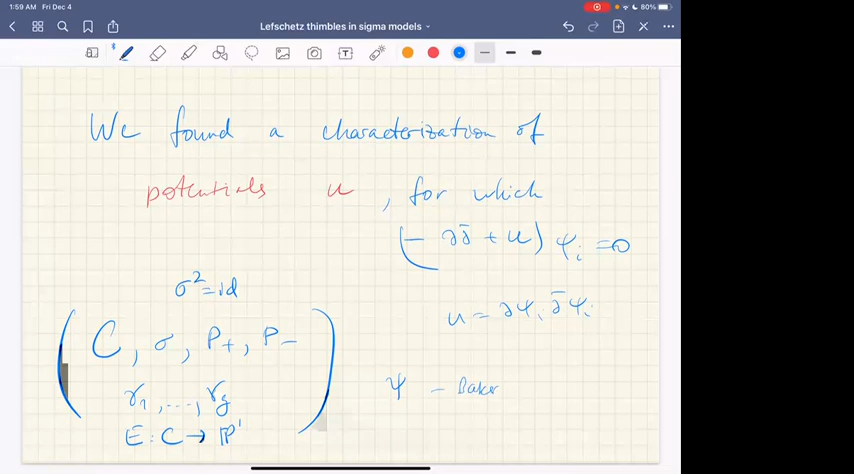 1:59 AM Fri Dec 4
80%
Lefschetz thimbles in sigma models
We found a characterization of
potentials u , for which
(- ∂∂̄ + u) ψᵢ = 0
σ² = id
u = ∂ψᵢ ∂̄ψᵢ
( C, σ, P₊, P₋
γ₁, ..., γg
E : C → ℙ¹ )
ψ - Baker